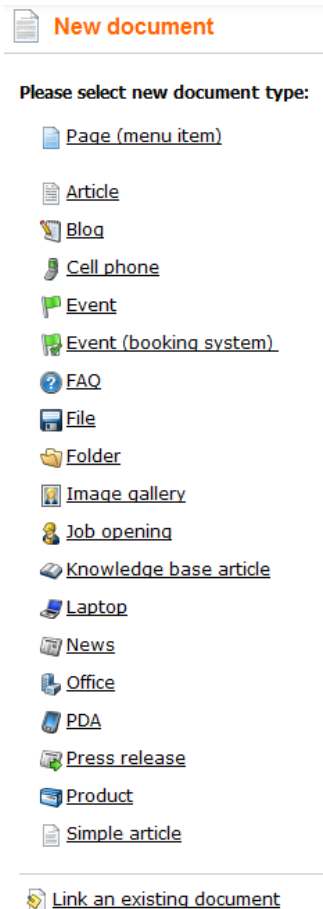 New document
Please select new document type:
Page (menu item)
Article
Blog
Cell phone
Event
Event (booking system)
FAQ
File
Folder
Image gallery
Job opening
Knowledge base article
Laptop
News
Office
PDA
Press release
Product
Simple article
Link an existing document